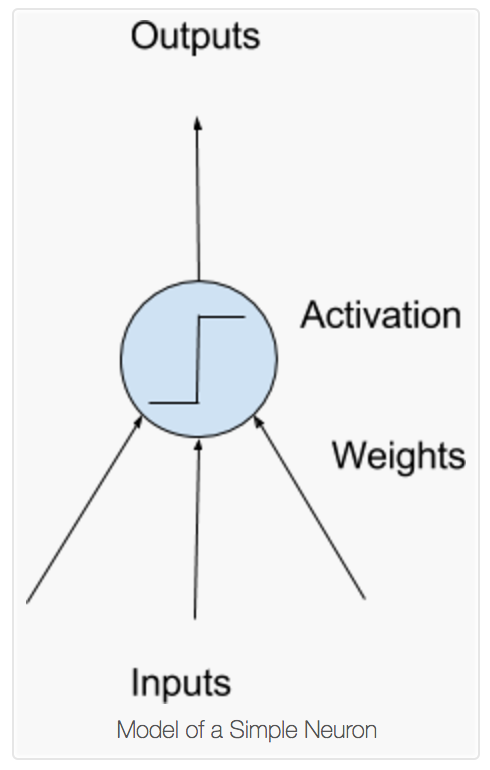 Outputs
Activation
Weights
Inputs
Model of a Simple Neuron